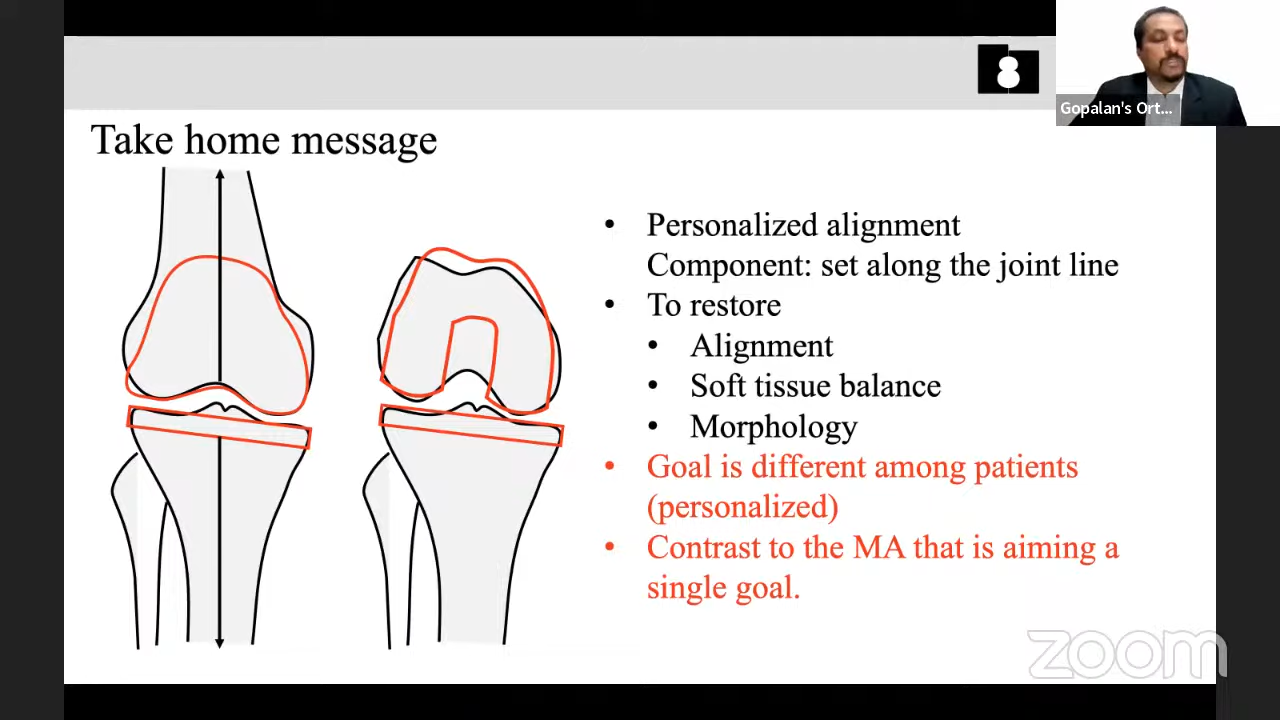 Gopalan's Ort...
Take home message
• Personalized alignment
Component: set along the joint line
• To restore
• Alignment
• Soft tissue balance
• Morphology
• Goal is different among patients
(personalized)
• Contrast to the MA that is aiming a
single goal.
zoom